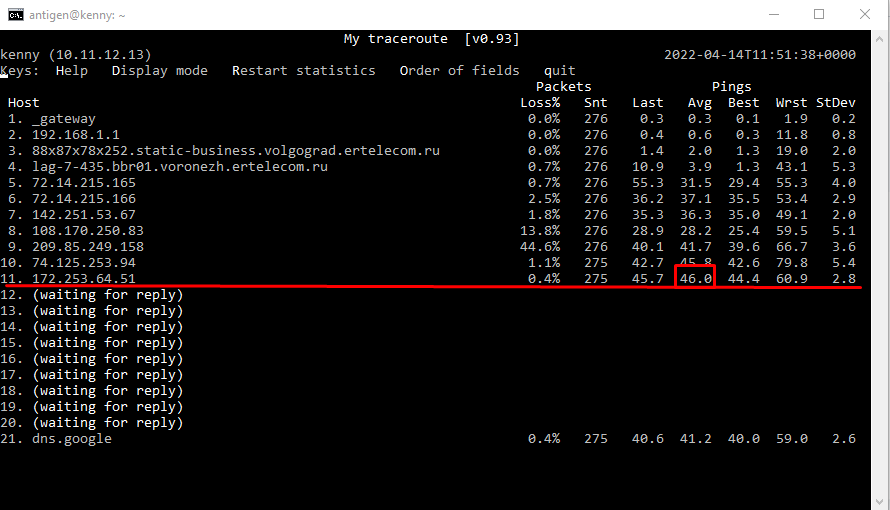 antigen@kenny: ~
My traceroute  [v0.93]
kenny (10.11.12.13) 2022-04-14T11:51:38+0000
Keys:  Help   Display mode   Restart statistics   Order of fields   quit
Packets Pings
Host Loss% Snt Last Avg Best Wrst StDev
1. _gateway 0.0% 276 0.3 0.3 0.1 1.9 0.2
2. 192.168.1.1 0.0% 276 0.4 0.6 0.3 11.8 0.8
3. 88x87x78x252.static-business.volgograd.ertelecom.ru 0.0% 276 1.4 2.0 1.3 19.0 2.0
4. lag-7-435.bbr01.voronezh.ertelecom.ru 0.7% 276 10.9 3.9 1.3 43.1 5.3
5. 72.14.215.165 0.7% 276 55.3 31.5 29.4 55.3 4.0
6. 72.14.215.166 2.5% 276 36.2 37.1 35.5 53.4 2.9
7. 142.251.53.67 1.8% 276 35.3 36.3 35.0 49.1 2.0
8. 108.170.250.83 13.8% 276 28.9 28.2 25.4 59.5 5.1
9. 209.85.249.158 44.6% 276 40.1 41.7 39.6 66.7 3.6
10. 74.125.253.94 1.1% 275 42.7 45.8 42.6 79.8 5.4
11. 172.253.64.51 0.4% 275 45.7 46.0 44.4 60.9 2.8
12. (waiting for reply)
13. (waiting for reply)
14. (waiting for reply)
15. (waiting for reply)
16. (waiting for reply)
17. (waiting for reply)
18. (waiting for reply)
19. (waiting for reply)
20. (waiting for reply)
21. dns.google 0.4% 275 40.6 41.2 40.0 59.0 2.6